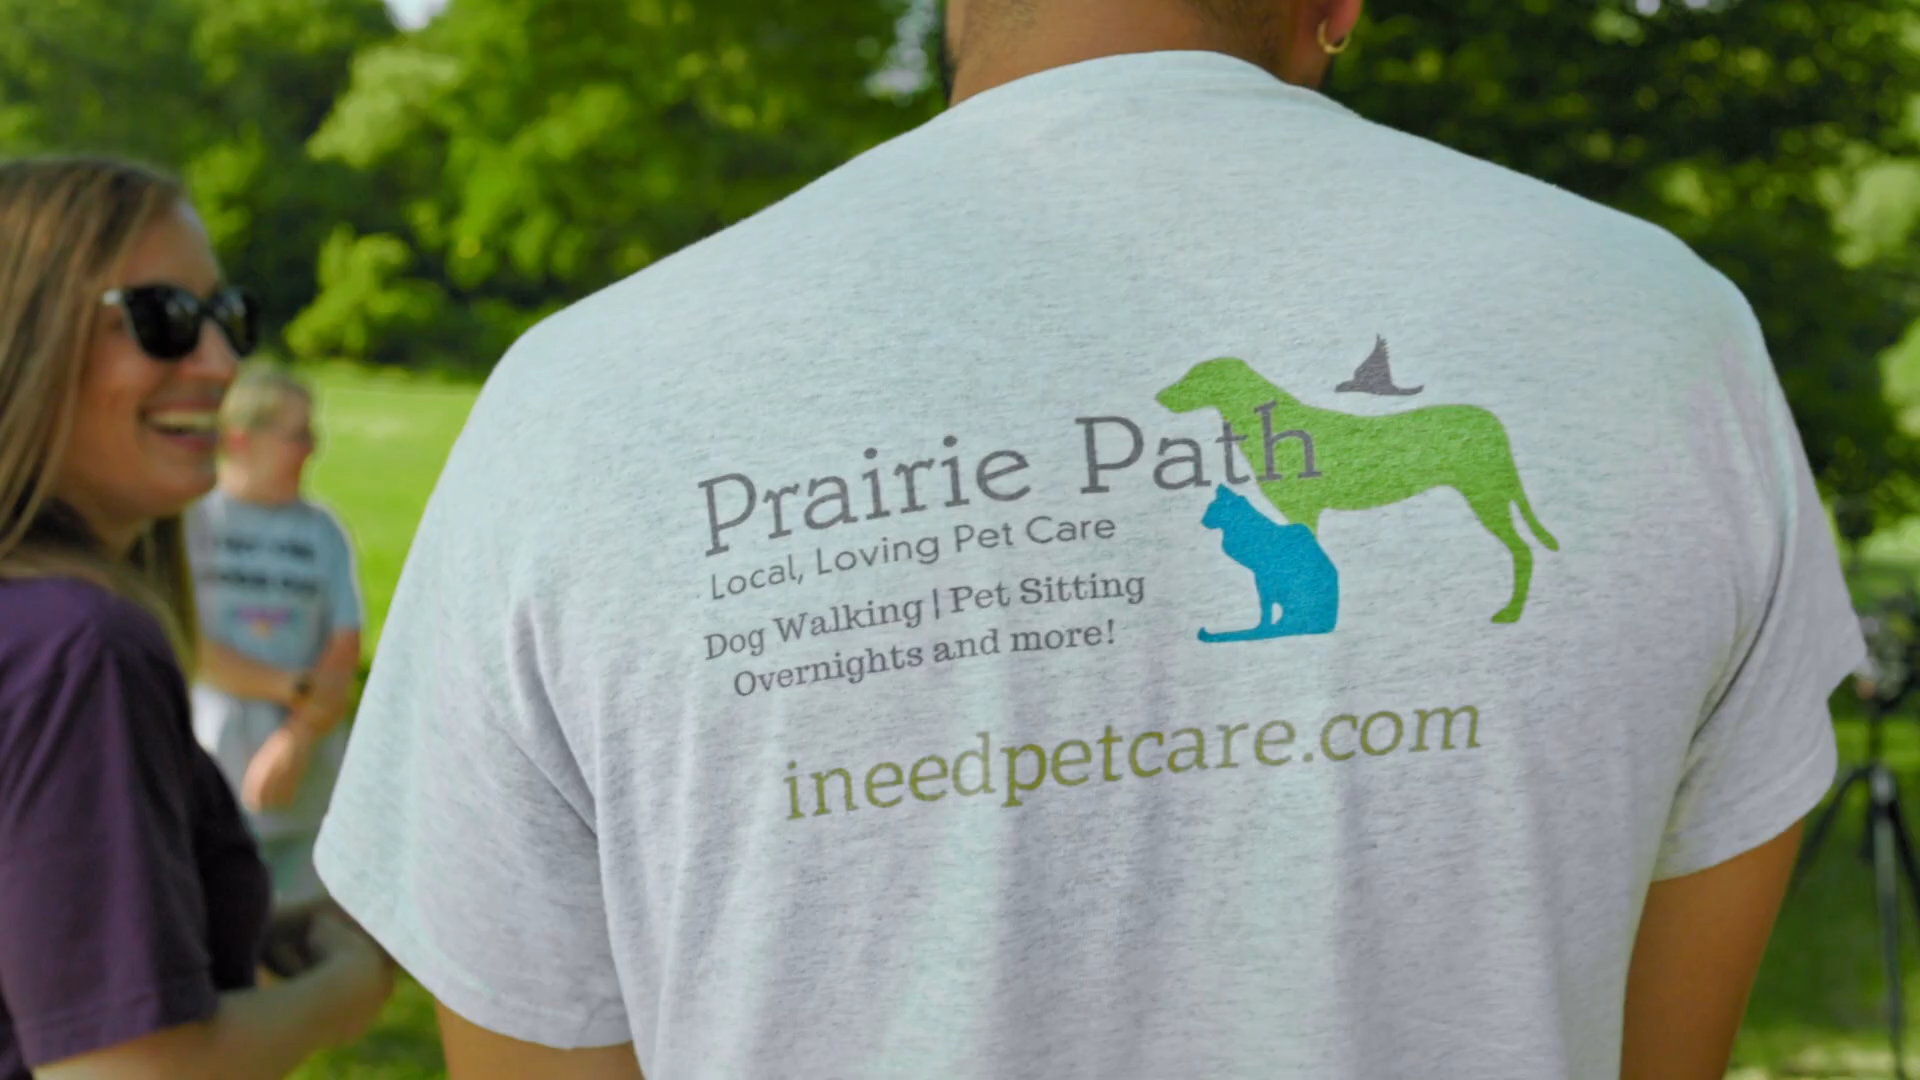 Prairie Path
Local, Loving Pet Care
Dog Walking | Pet Sitting
Overnights and more!
ineedpetcare.com